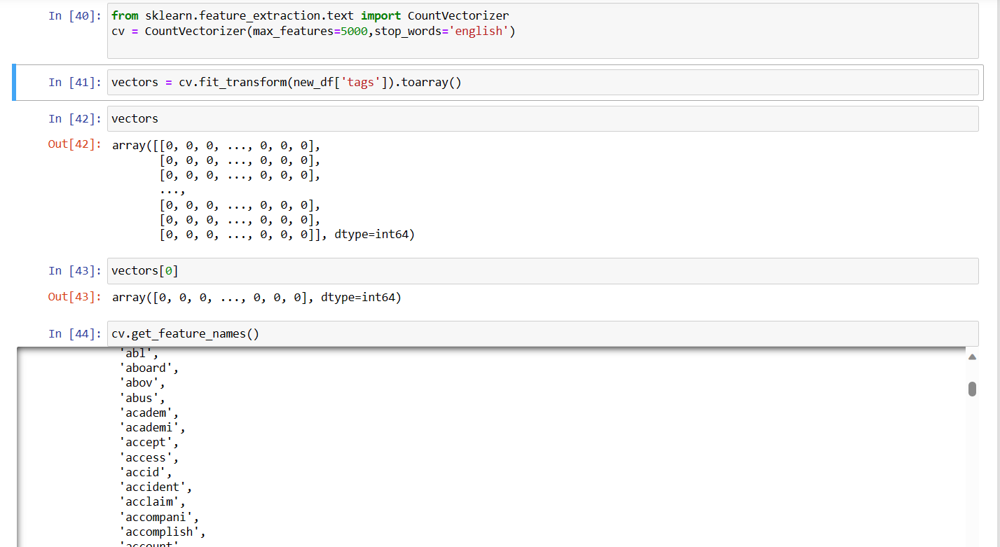 In [40]: from sklearn.feature_extraction.text import CountVectorizer
cv = CountVectorizer(max_features=5000,stop_words='english')
In [41]: vectors = cv.fit_transform(new_df['tags']).toarray()
In [42]: vectors
Out[42]: array([[0, 0, 0, ..., 0, 0, 0],
[0, 0, 0, ..., 0, 0, 0],
[0, 0, 0, ..., 0, 0, 0],
...,
[0, 0, 0, ..., 0, 0, 0],
[0, 0, 0, ..., 0, 0, 0],
[0, 0, 0, ..., 0, 0, 0]], dtype=int64)
In [43]: vectors[0]
Out[43]: array([0, 0, 0, ..., 0, 0, 0], dtype=int64)
In [44]: cv.get_feature_names()
'abl',
'aboard',
'abov',
'abus',
'academ',
'academi',
'accept',
'access',
'accid',
'accident',
'acclaim',
'accompani',
'accomplish',
'account'